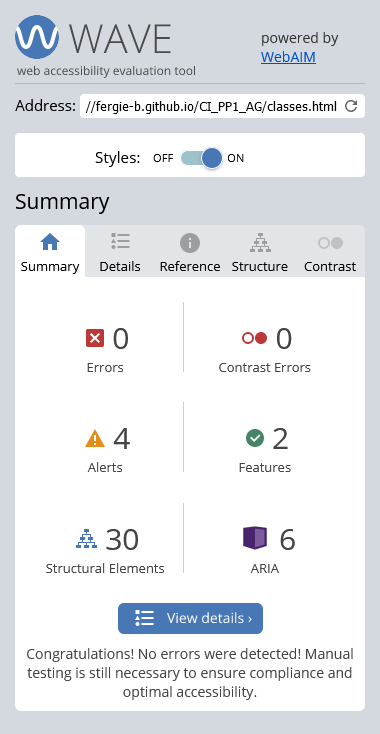 WAVE
web accessibility evaluation tool
powered by
WebAIM
Address: //fergie-b.github.io/CI_PP1_AG/classes.html
Styles: OFF ON
Summary
Summary Details Reference Structure Contrast
0 0
Errors Contrast Errors
4 2
Alerts Features
30 6
Structural Elements ARIA
View details ›
Congratulations! No errors were detected! Manual
testing is still necessary to ensure compliance and
optimal accessibility.